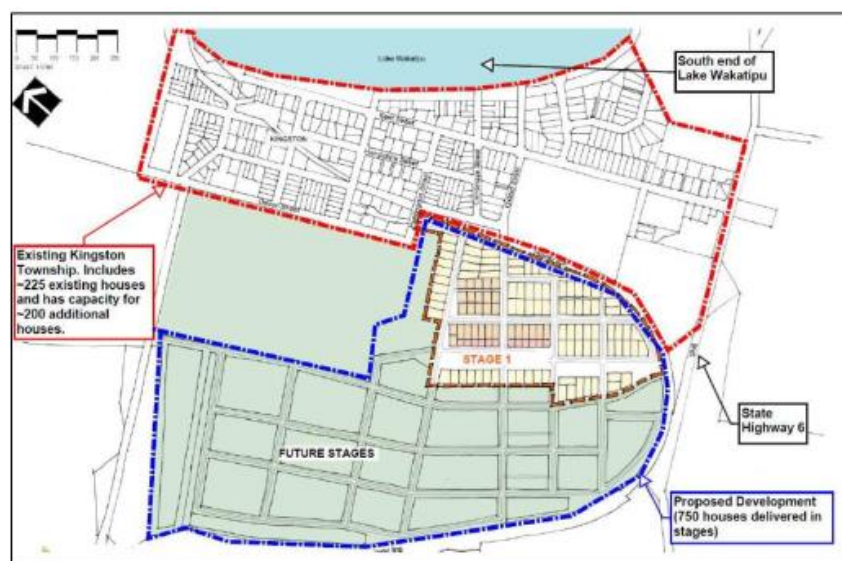 Lake Wakatipu
South end of
Lake Wakatipu
KINGSTON
Existing Kingston
Township. Includes
~225 existing houses
and has capacity for
~200 additional
houses.
STAGE 1
State
Highway 6
FUTURE STAGES
Proposed Development
(750 houses delivered in
stages)